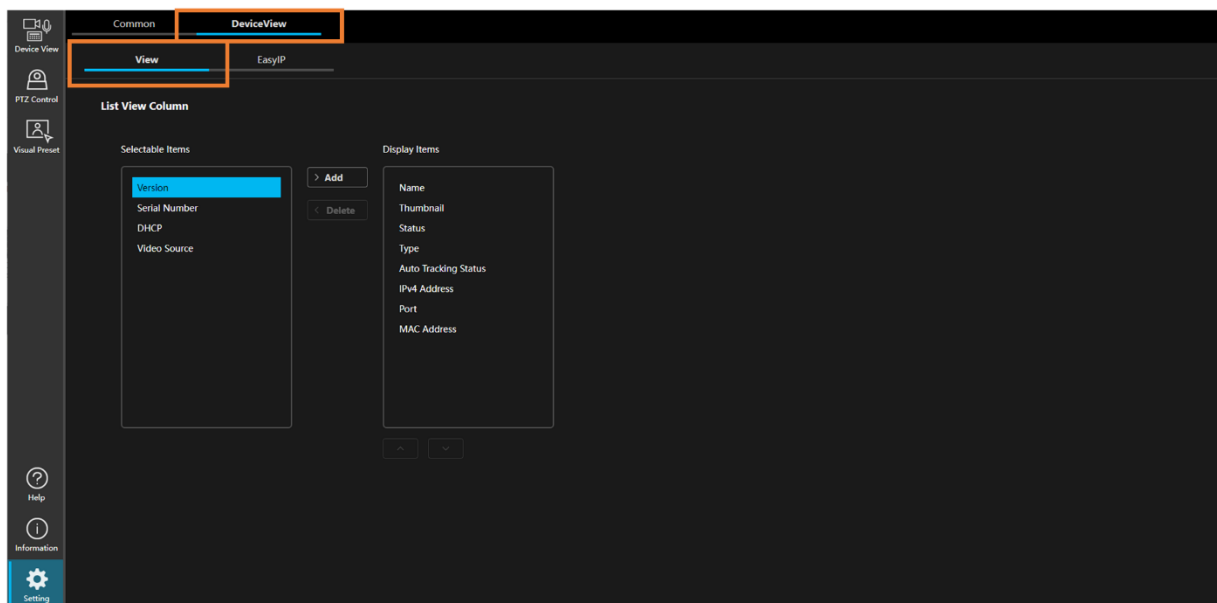 Common
DeviceView
View
EasyIP
Device View
PTZ Control
Visual Preset
List View Column
Selectable Items
Version
Serial Number
DHCP
Video Source
> Add
< Delete
Display Items
Name
Thumbnail
Status
Type
Auto Tracking Status
IPv4 Address
Port
MAC Address
Help
Information
Setting